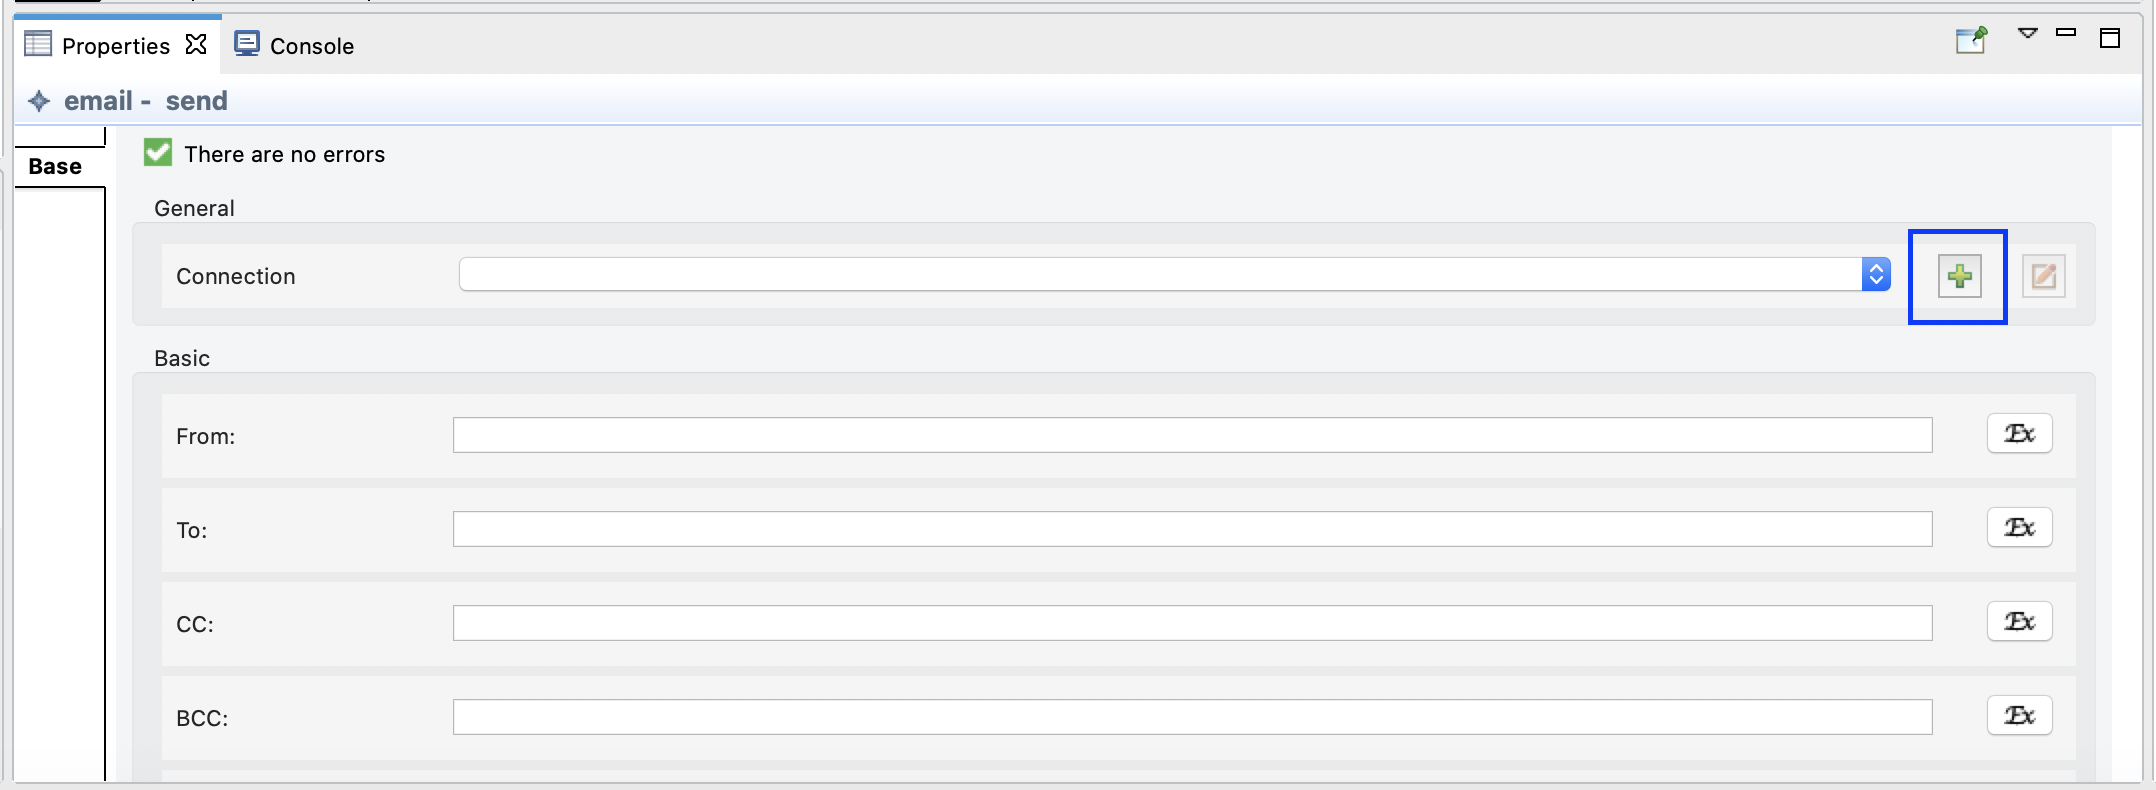 Properties Console
email - send
Base
There are no errors
General
Connection
Basic
From: Ex
To: Ex
CC: Ex
BCC: Ex